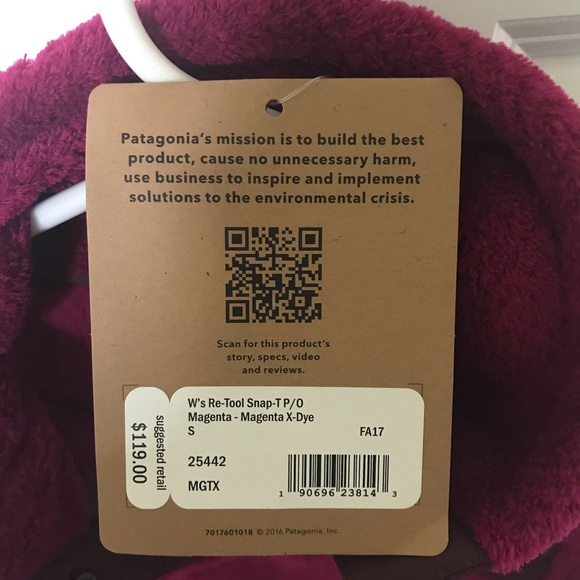 Patagonia's mission is to build the best
product, cause no unnecessary harm,
use business to inspire and implement
solutions to the environmental crisis.
Scan for this product's
story, specs, video
and reviews.
suggested retail
$119.00
W's Re-Tool Snap-T P/O
Magenta - Magenta X-Dye
S FA17
25442
MGTX
1 90696 23814 3
7017601018 © 2016 Patagonia, Inc.